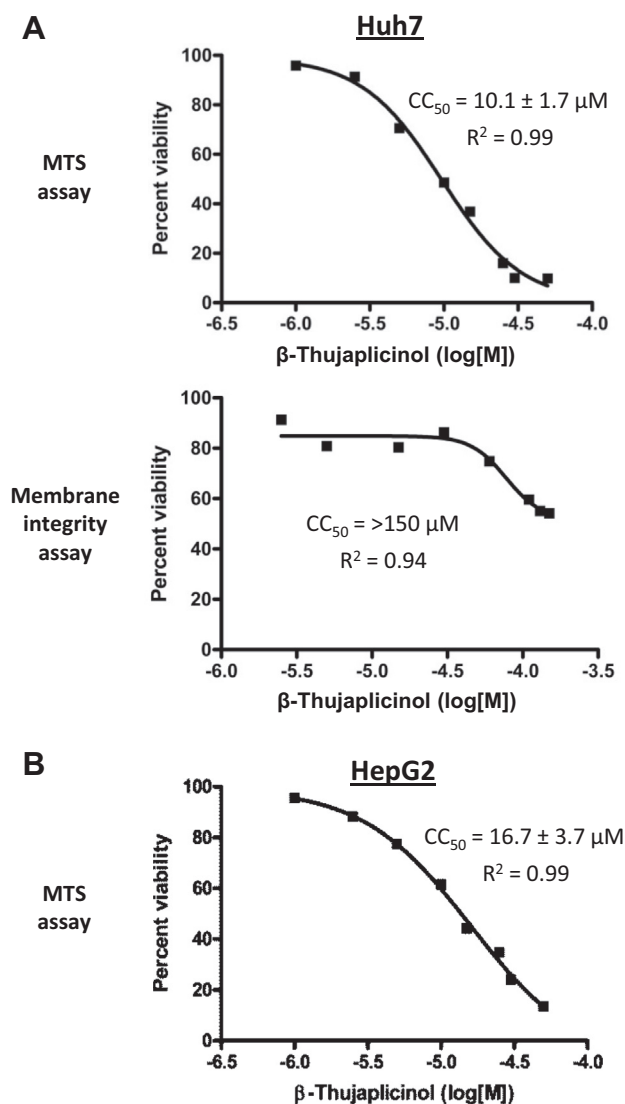 A
Huh7
MTS
assay
Percent viability
100
80
60
40
20
0
CC50 = 10.1 ± 1.7 µM
R2 = 0.99
-6.5 -6.0 -5.5 -5.0 -4.5 -4.0
β-Thujaplicinol (log[M])
Membrane
integrity
assay
Percent viability
100
80
60
40
20
0
CC50 = >150 µM
R2 = 0.94
-6.0 -5.5 -5.0 -4.5 -4.0 -3.5
β-Thujaplicinol (log[M])
B
HepG2
MTS
assay
Percent viability
100
80
60
40
20
0
CC50 = 16.7 ± 3.7 µM
R2 = 0.99
-6.5 -6.0 -5.5 -5.0 -4.5 -4.0
β-Thujaplicinol (log[M])